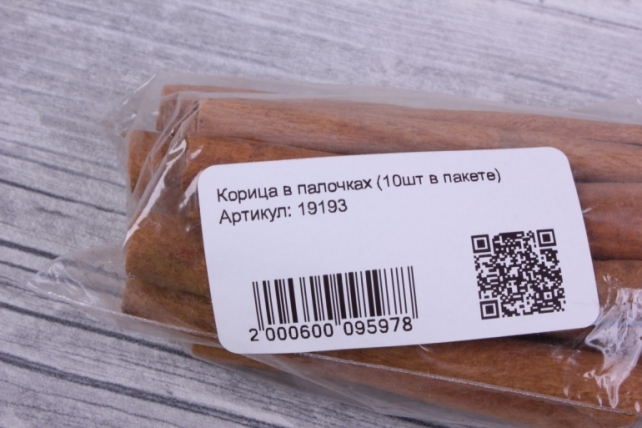 Корица в палочках (10шт в пакете)
Артикул: 19193
2 000600 095978